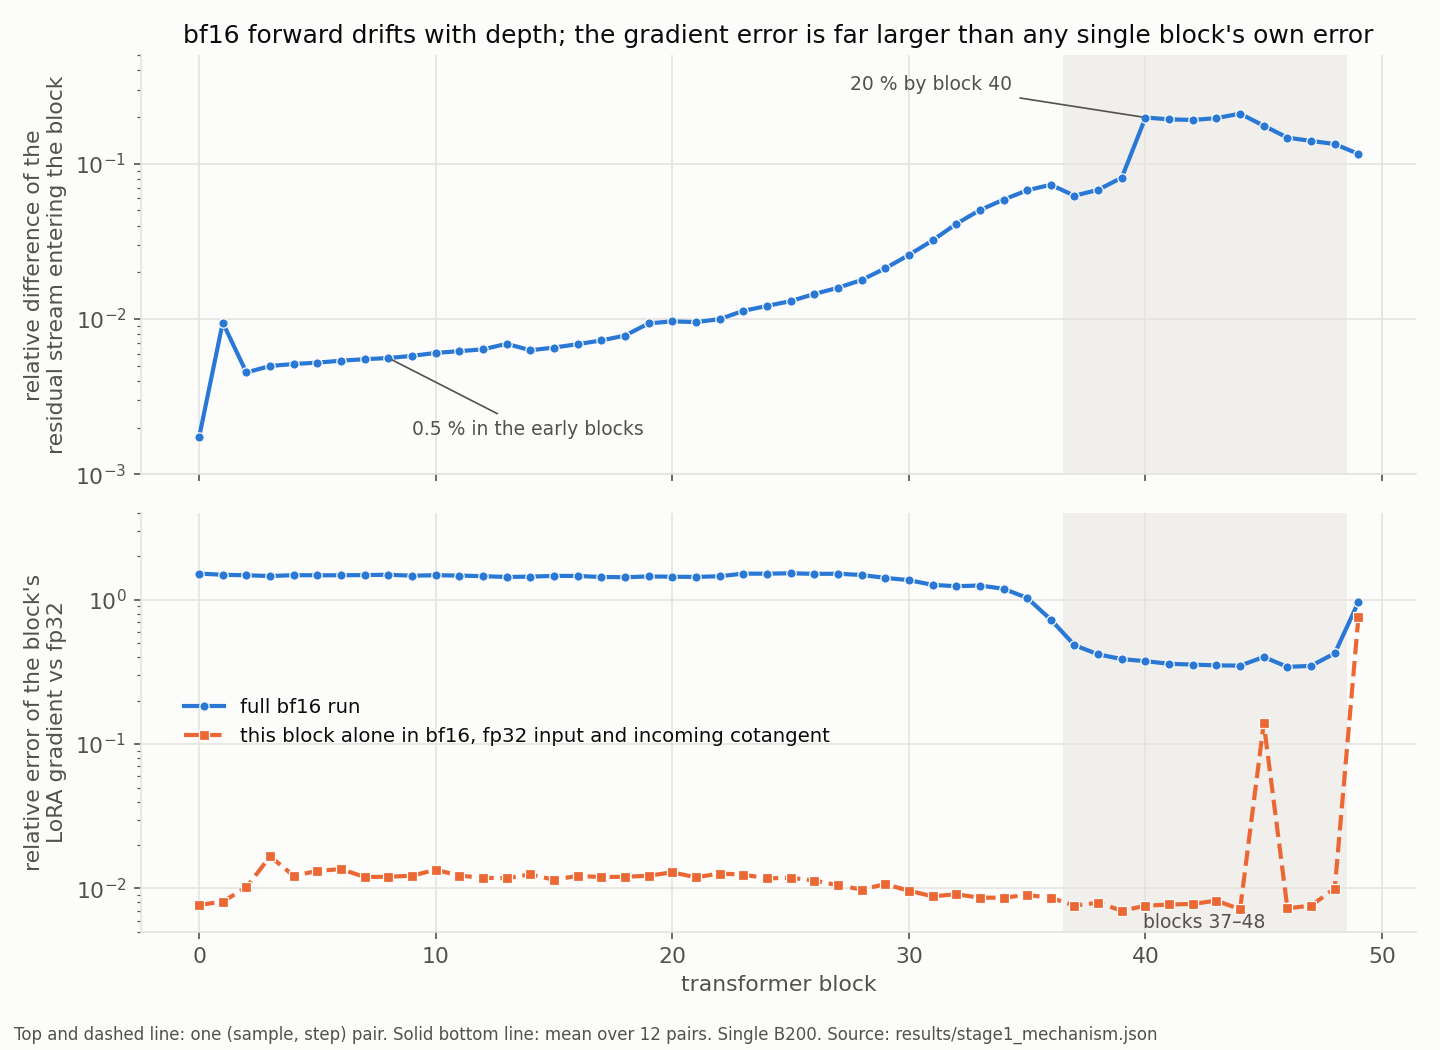 bf16 forward drifts with depth; the gradient error is far larger than any single block's own error
relative difference of the
residual stream entering the block
10⁻¹
10⁻²
10⁻³
20 % by block 40
0.5 % in the early blocks
relative error of the block's
LoRA gradient vs fp32
10⁰
10⁻¹
10⁻²
full bf16 run
this block alone in bf16, fp32 input and incoming cotangent
blocks 37–48
0 10 20 30 40 50
transformer block
Top and dashed line: one (sample, step) pair. Solid bottom line: mean over 12 pairs. Single B200. Source: results/stage1_mechanism.json